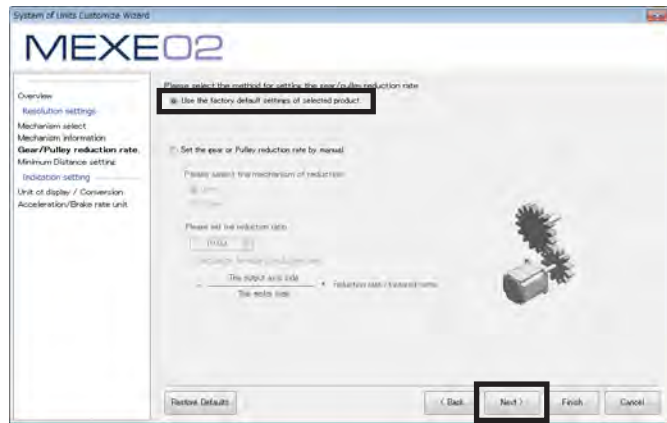 System of Units Customize Wizard
MEXE02
Please select the method for setting the gear/pulley reduction rate
Use the factory default settings of selected product.
Overview
Resolution settings
Mechanism select
Mechanism information
Gear/Pulley reduction rate
Minimum Distance setting
Indication setting
Unit of display / Conversion
Acceleration/Brake rate unit
Set the gear or Pulley reduction rate by manual
Please select the mechanism of reduction
Please set the reduction ratio
The output axis side
The motor side
Restore Defaults
< Back
Next >
Finish
Cancel